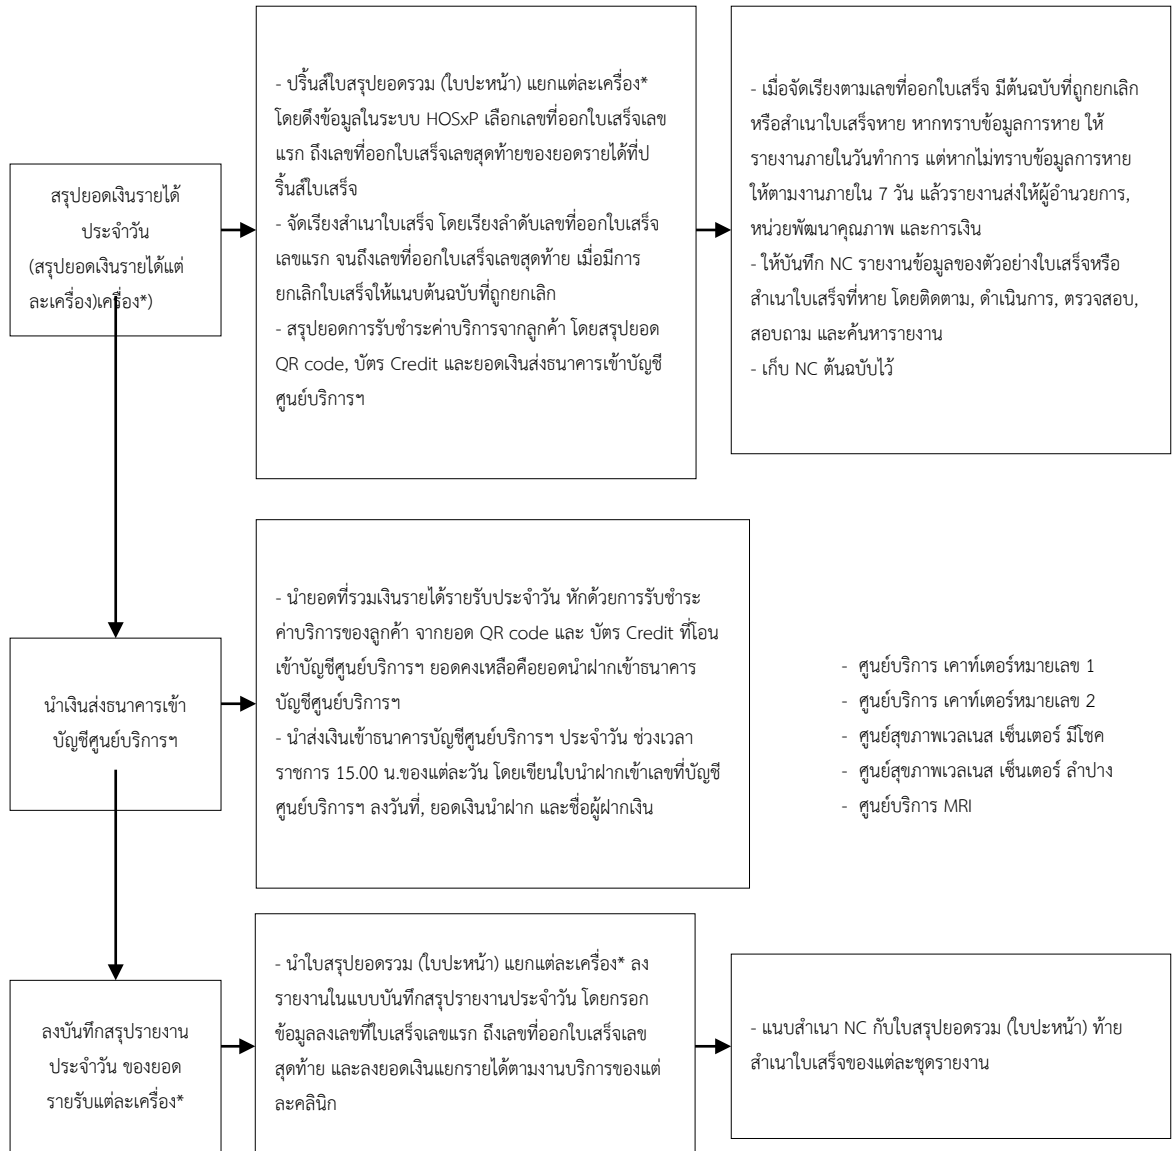 สรุปยอดเงินรายได้
ประจำวัน
(สรุปยอดเงินรายได้แต่
ละเครื่อง)เครื่อง*)
- ปริ้นส์ใบสรุปยอดรวม (ใบปะหน้า) แยกแต่ละเครื่อง*
โดยดึงข้อมูลในระบบ HOSxP เลือกเลขที่ออกใบเสร็จเลข
แรก ถึงเลขที่ออกใบเสร็จเลขสุดท้ายของยอดรายได้ที่ป
ริ้นส์ใบเสร็จ
- จัดเรียงสำเนาใบเสร็จ โดยเรียงลำดับเลขที่ออกใบเสร็จ
เลขแรก จนถึงเลขที่ออกใบเสร็จเลขสุดท้าย เมื่อมีการ
ยกเลิกใบเสร็จให้แนบต้นฉบับที่ถูกยกเลิก
- สรุปยอดการรับชำระค่าบริการจากลูกค้า โดยสรุปยอด
QR code, บัตร Credit และยอดเงินส่งธนาคารเข้าบัญชี
ศูนย์บริการฯ
- เมื่อจัดเรียงตามเลขที่ออกใบเสร็จ มีต้นฉบับที่ถูกยกเลิก
หรือสำเนาใบเสร็จหาย หากทราบข้อมูลการหาย ให้
รายงานภายในวันทำการ แต่หากไม่ทราบข้อมูลการหาย
ให้ตามงานภายใน 7 วัน แล้วรายงานส่งให้ผู้อำนวยการ,
หน่วยพัฒนาคุณภาพ และการเงิน
- ให้บันทึก NC รายงานข้อมูลของตัวอย่างใบเสร็จหรือ
สำเนาใบเสร็จที่หาย โดยติดตาม, ดำเนินการ, ตรวจสอบ,
สอบถาม และค้นหารายงาน
- เก็บ NC ต้นฉบับไว้
นำเงินส่งธนาคารเข้า
บัญชีศูนย์บริการฯ
- นำยอดที่รวมเงินรายได้รายรับประจำวัน หักด้วยการรับชำระ
ค่าบริการของลูกค้า จากยอด QR code และ บัตร Credit ที่โอน
เข้าบัญชีศูนย์บริการฯ ยอดคงเหลือคือยอดนำฝากเข้าธนาคาร
บัญชีศูนย์บริการฯ
- นำส่งเงินเข้าธนาคารบัญชีศูนย์บริการฯ ประจำวัน ช่วงเวลา
ราชการ 15.00 น.ของแต่ละวัน โดยเขียนใบนำฝากเข้าเลขที่บัญชี
ศูนย์บริการฯ ลงวันที่, ยอดเงินนำฝาก และชื่อผู้ฝากเงิน
- ศูนย์บริการ เคาท์เตอร์หมายเลข 1
- ศูนย์บริการ เคาท์เตอร์หมายเลข 2
- ศูนย์สุขภาพเวลเนส เซ็นเตอร์ มีโชค
- ศูนย์สุขภาพเวลเนส เซ็นเตอร์ ลำปาง
- ศูนย์บริการ MRI
ลงบันทึกสรุปรายงาน
ประจำวัน ของยอด
รายรับแต่ละเครื่อง*
- นำใบสรุปยอดรวม (ใบปะหน้า) แยกแต่ละเครื่อง* ลง
รายงานในแบบบันทึกสรุปรายงานประจำวัน โดยกรอก
ข้อมูลลงเลขที่ใบเสร็จเลขแรก ถึงเลขที่ออกใบเสร็จเลข
สุดท้าย และลงยอดเงินแยกรายได้ตามงานบริการของแต่
ละคลินิก
- แนบสำเนา NC กับใบสรุปยอดรวม (ใบปะหน้า) ท้าย
สำเนาใบเสร็จของแต่ละชุดรายงาน